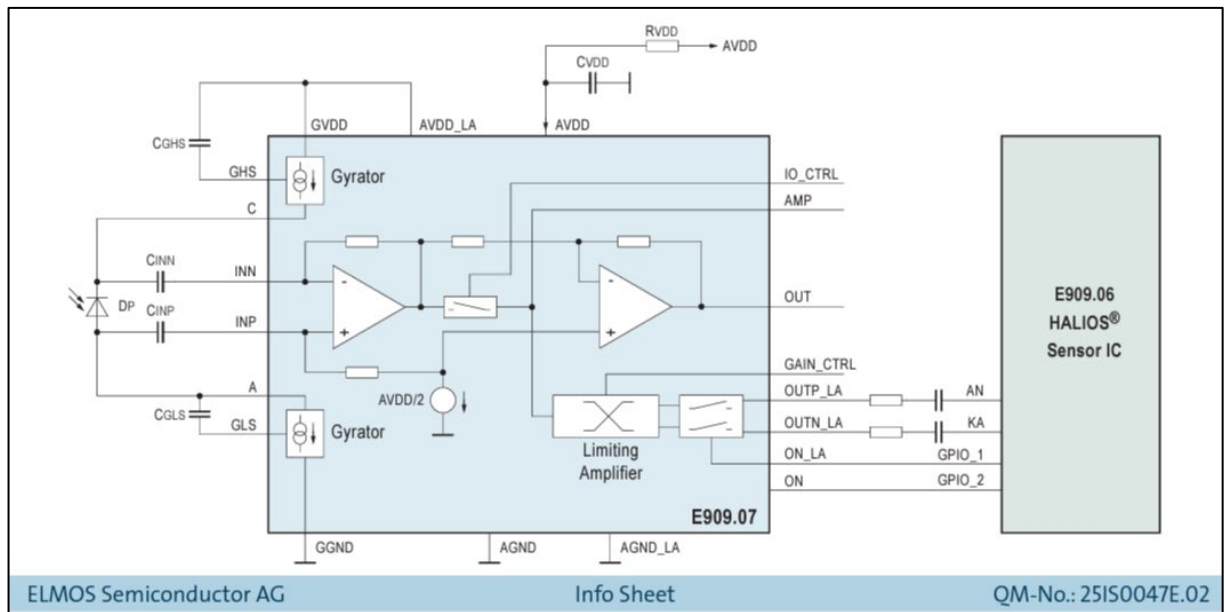 RVDD
AVDD
CVDD
GVDD
AVDD_LA
AVDD
CGHS
GHS
Gyrator
C
IO_CTRL
AMP
CINN
INN
-
-
DP
CINP
INP
+
+
OUT
E909.06
HALIOS®
Sensor IC
A
AVDD/2
GAIN_CTRL
OUTP_LA
AN
CGLS
GLS
Gyrator
OUTN_LA
KA
Limiting
Amplifier
ON_LA
GPIO_1
ON
GPIO_2
E909.07
GGND
AGND
AGND_LA
ELMOS Semiconductor AG
Info Sheet
QM-No.: 25IS0047E.02